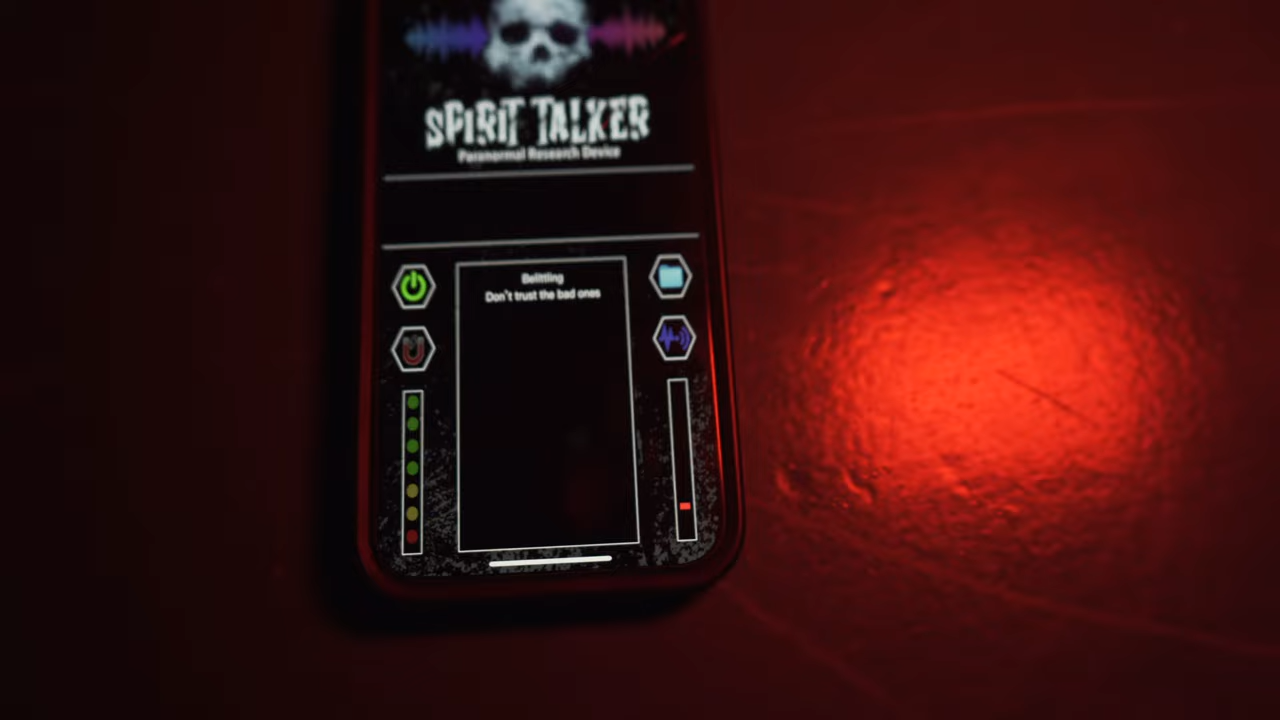 SPIRIT TALKER
Paranormal Research Device
Belittling
Don't trust the bad ones